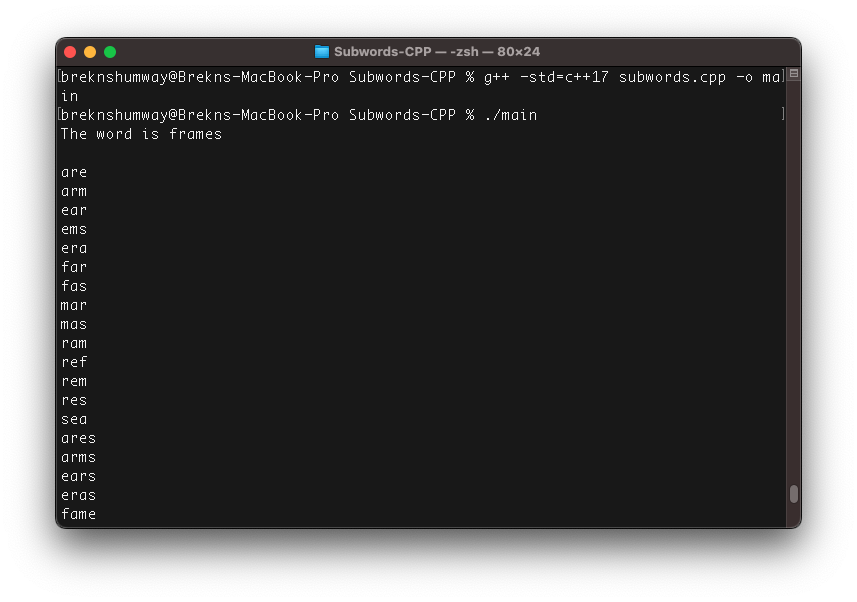 Subwords-CPP — -zsh — 80×24
[breknshumway@Brekns-MacBook-Pro Subwords-CPP % g++ -std=c++17 subwords.cpp -o ma]
in
[breknshumway@Brekns-MacBook-Pro Subwords-CPP % ./main ]
The word is frames
are
arm
ear
ems
era
far
fas
mar
mas
ram
ref
rem
res
sea
ares
arms
ears
eras
fame